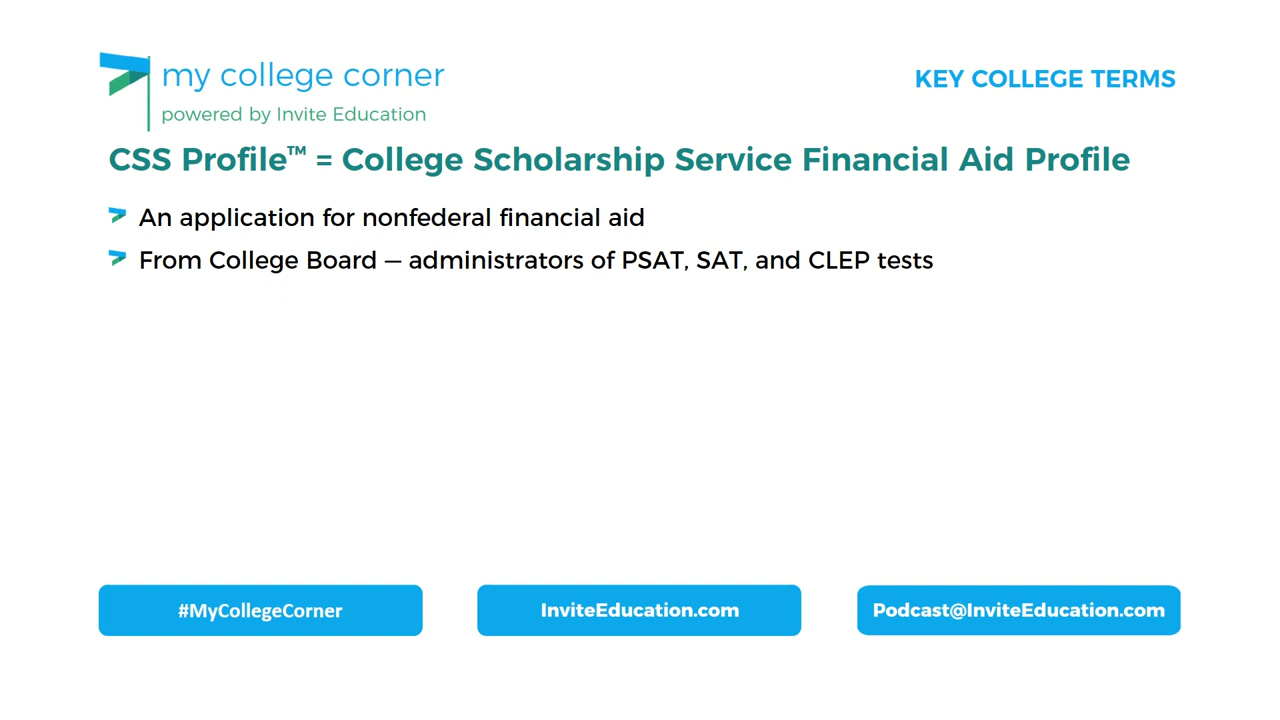 my college corner
KEY COLLEGE TERMS
powered by Invite Education
CSS Profile™ = College Scholarship Service Financial Aid Profile
An application for nonfederal financial aid
From College Board — administrators of PSAT, SAT, and CLEP tests
#MyCollegeCorner
InviteEducation.com
Podcast@InviteEducation.com